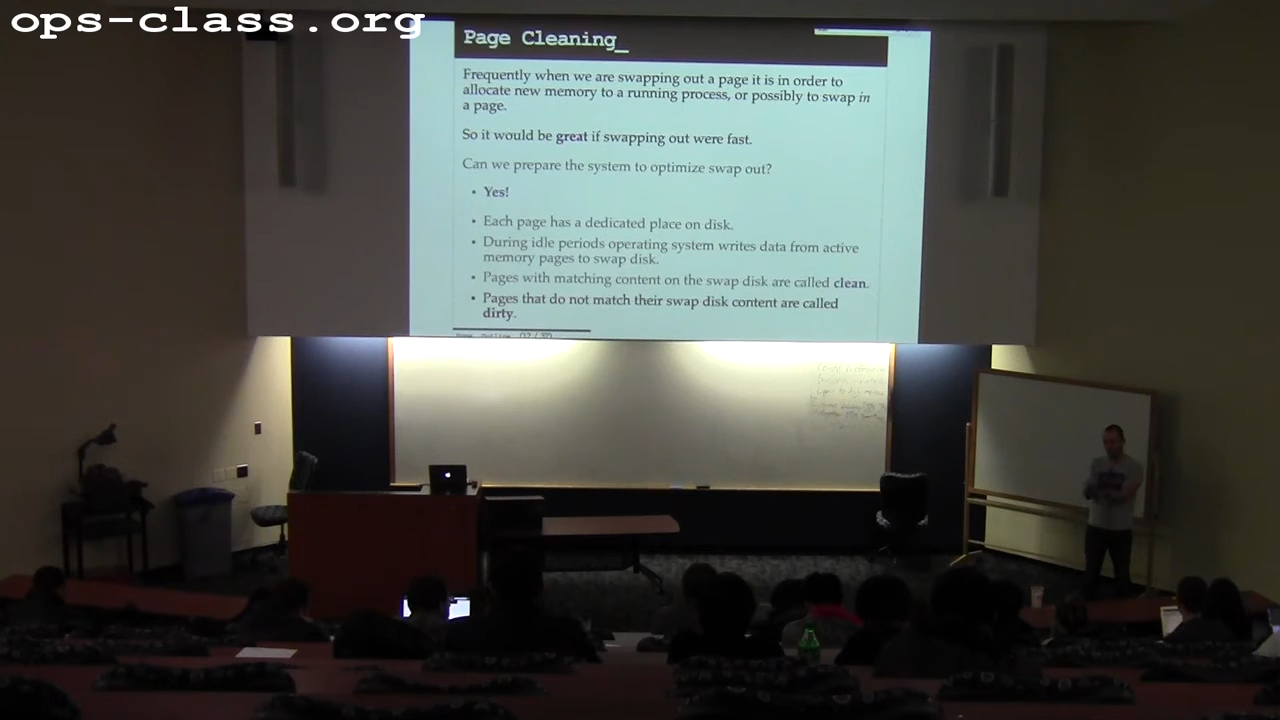 ops-class.org
Page Cleaning_
Frequently when we are swapping out a page it is in order to
allocate new memory to a running process, or possibly to swap in
a page.
So it would be great if swapping out were fast.
Can we prepare the system to optimize swap out?
• Yes!
• Each page has a dedicated place on disk.
• During idle periods operating system writes data from active
memory pages to swap disk.
• Pages with matching content on the swap disk are called clean.
• Pages that do not match their swap disk content are called
dirty.